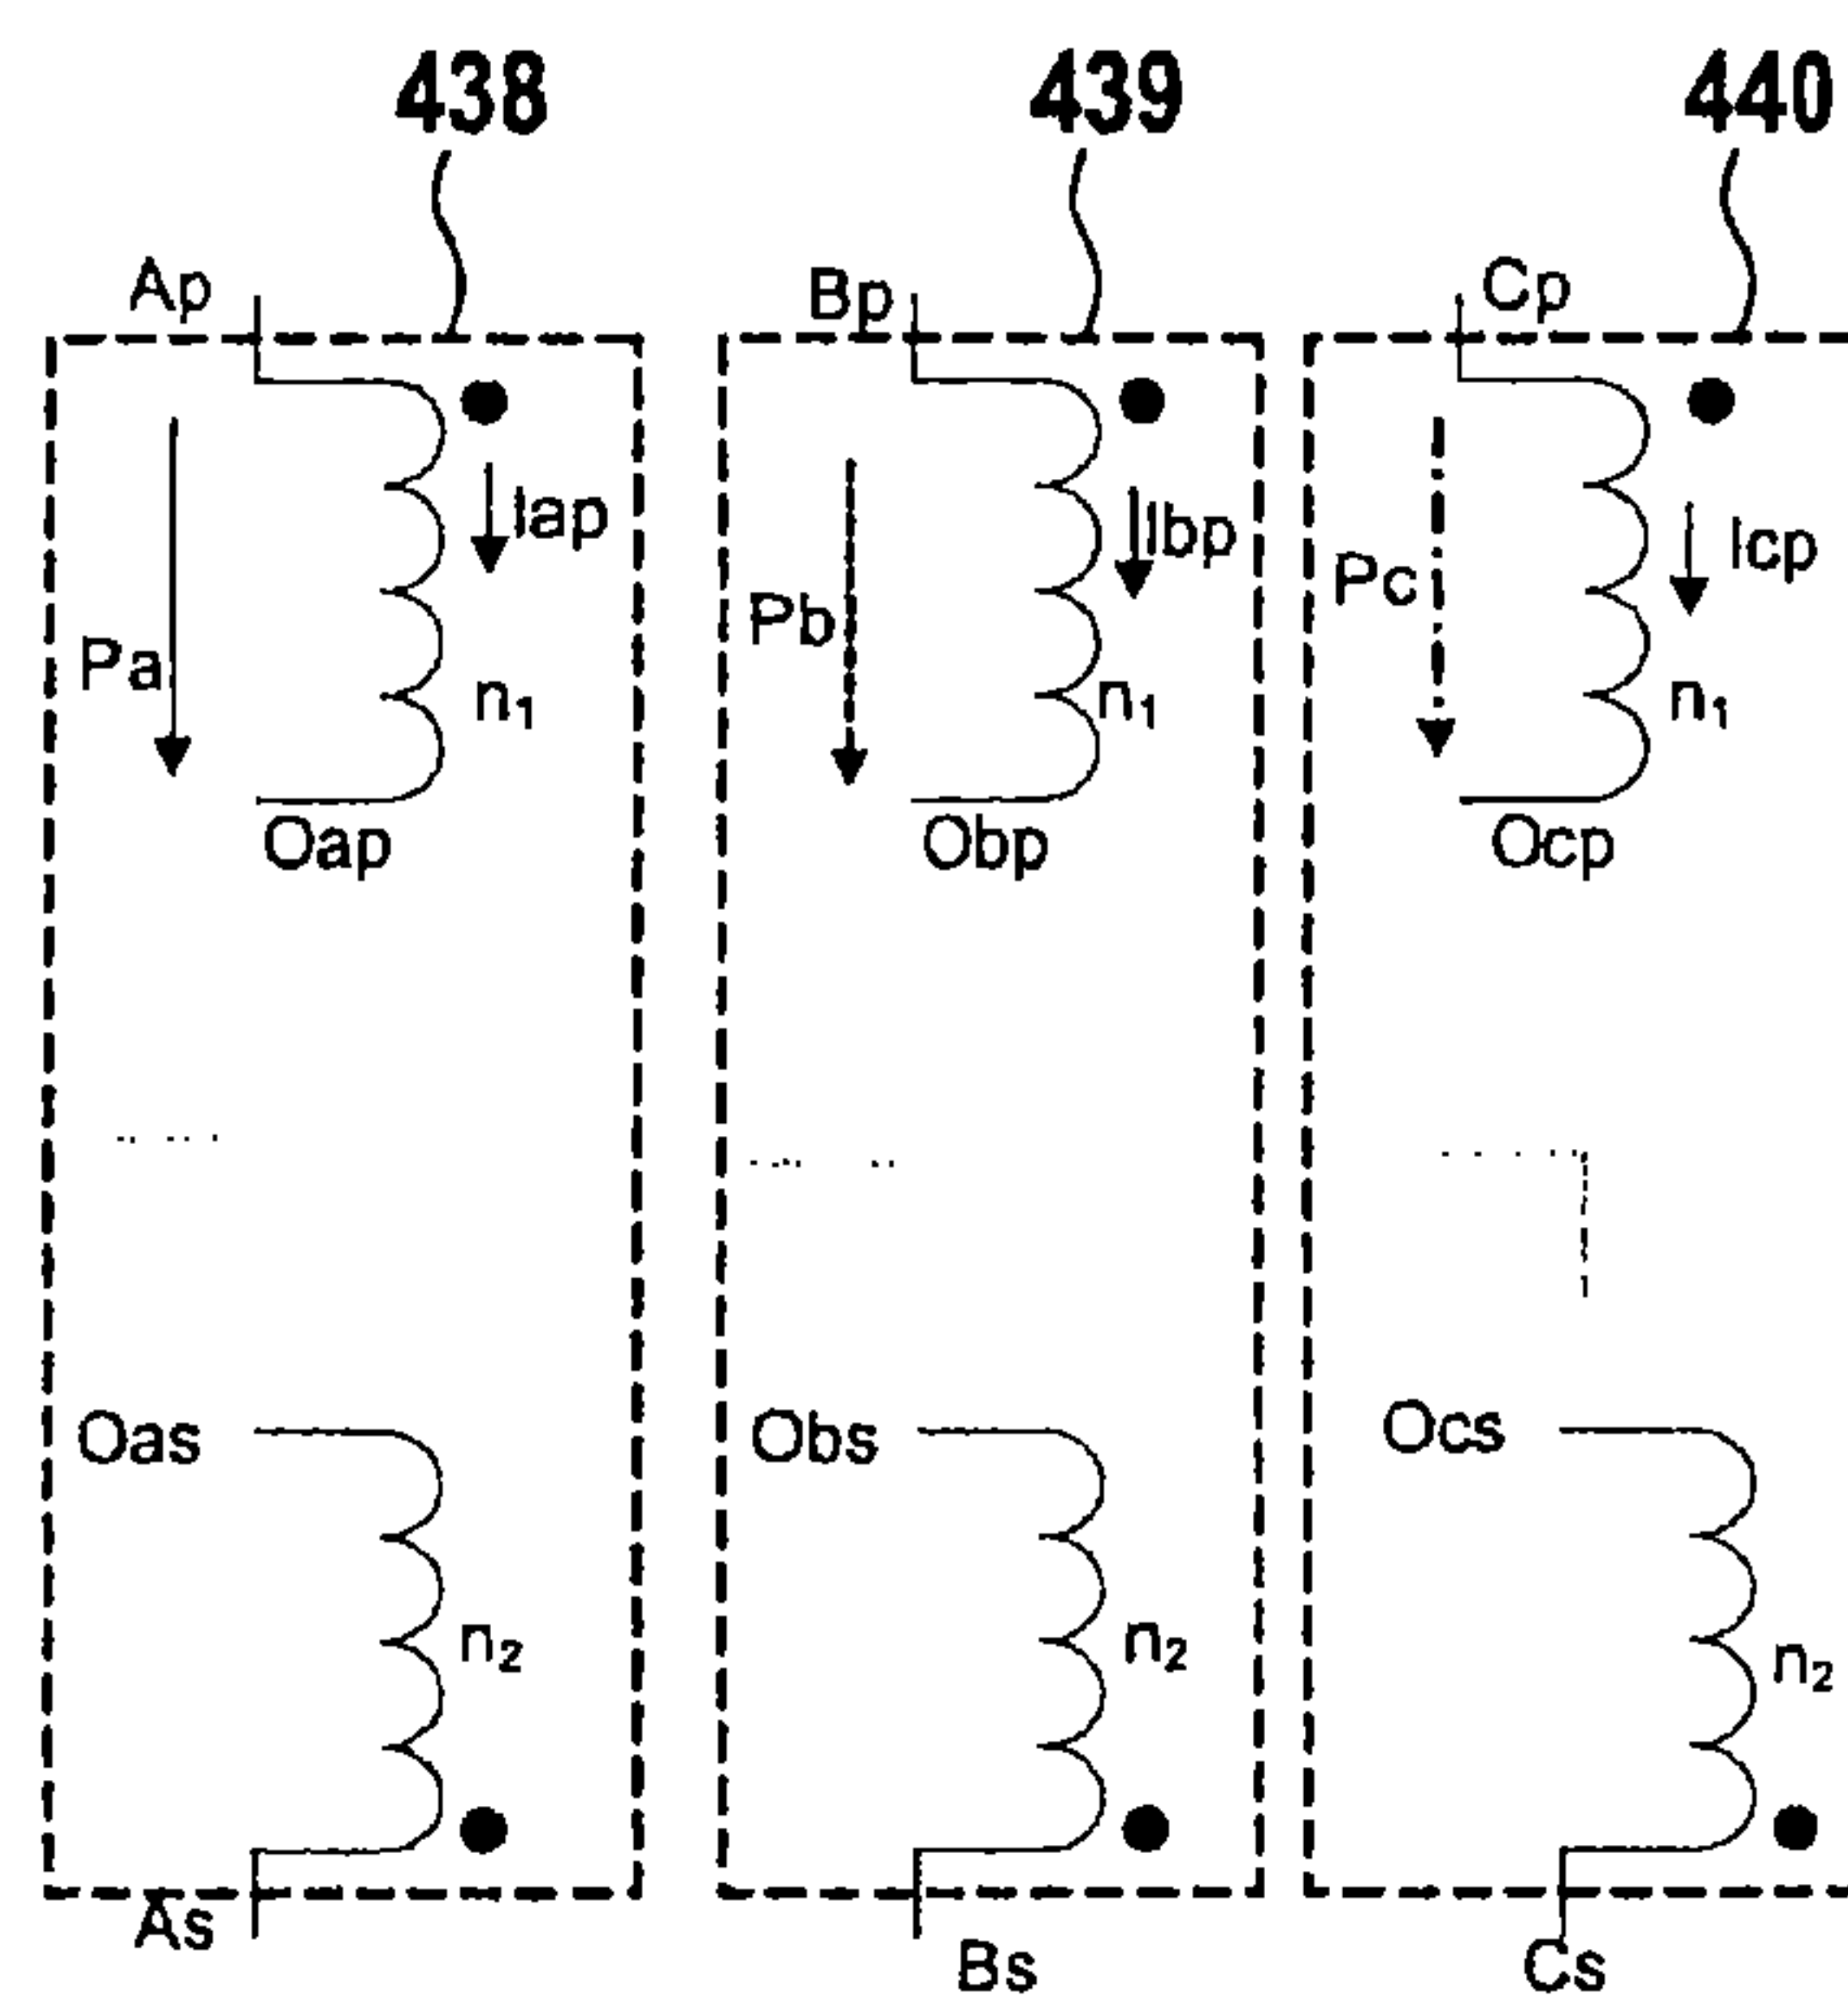 438 439 440
Ap Bp Cp
Iap Ibp Icp
Pa Pb Pc
n₁ n₁ n₁
Oap Obp Ocp
Oas Obs Ocs
n₂ n₂ n₂
As Bs Cs